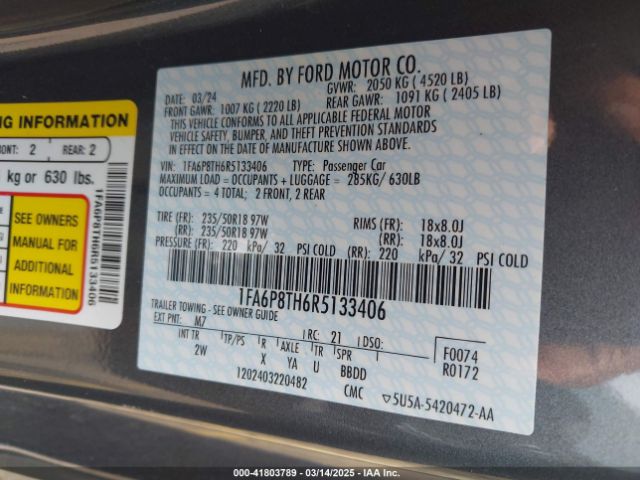 NG INFORMATION
ONT: 2 REAR: 2
kg or 630 lbs.
SEE OWNERS
MANUAL FOR
ADDITIONAL
INFORMATION
1FA6P8TH6R5133406
MFD. BY FORD MOTOR CO.
DATE: 03/24 GVWR: 2050 KG ( 4520 LB)
FRONT GAWR: 1007 KG ( 2220 LB) REAR GAWR: 1091 KG ( 2405 LB)
THIS VEHICLE CONFORMS TO ALL APPLICABLE FEDERAL MOTOR
VEHICLE SAFETY, BUMPER, AND THEFT PREVENTION STANDARDS
IN EFFECT ON THE DATE OF MANUFACTURE SHOWN ABOVE.
VIN: 1FA6P8TH6R5133406 TYPE: Passenger Car
MAXIMUM LOAD = OCCUPANTS + LUGGAGE = 285KG/ 630LB
OCCUPANTS = 4 TOTAL; 2 FRONT, 2 REAR
TIRE (FR): 235/50R18 97W RIMS (FR): 18x8.0J
(RR): 235/50R18 97W (RR): 18x8.0J
PRESSURE (FR): 220 kPa/ 32 PSI COLD (RR): 220 kPa/ 32 PSI COLD
1FA6P8TH6R5133406
TRAILER TOWING - SEE OWNER GUIDE
EXT PNT: M7 RC: 21 DSO:
INT TR TP/PS R AXLE TR SPR F0074
2W X YA U BBDD R0172
1202403220482 CMC 5U5A-5420472-AA
000-41803789 - 03/14/2025 - IAA, Inc.